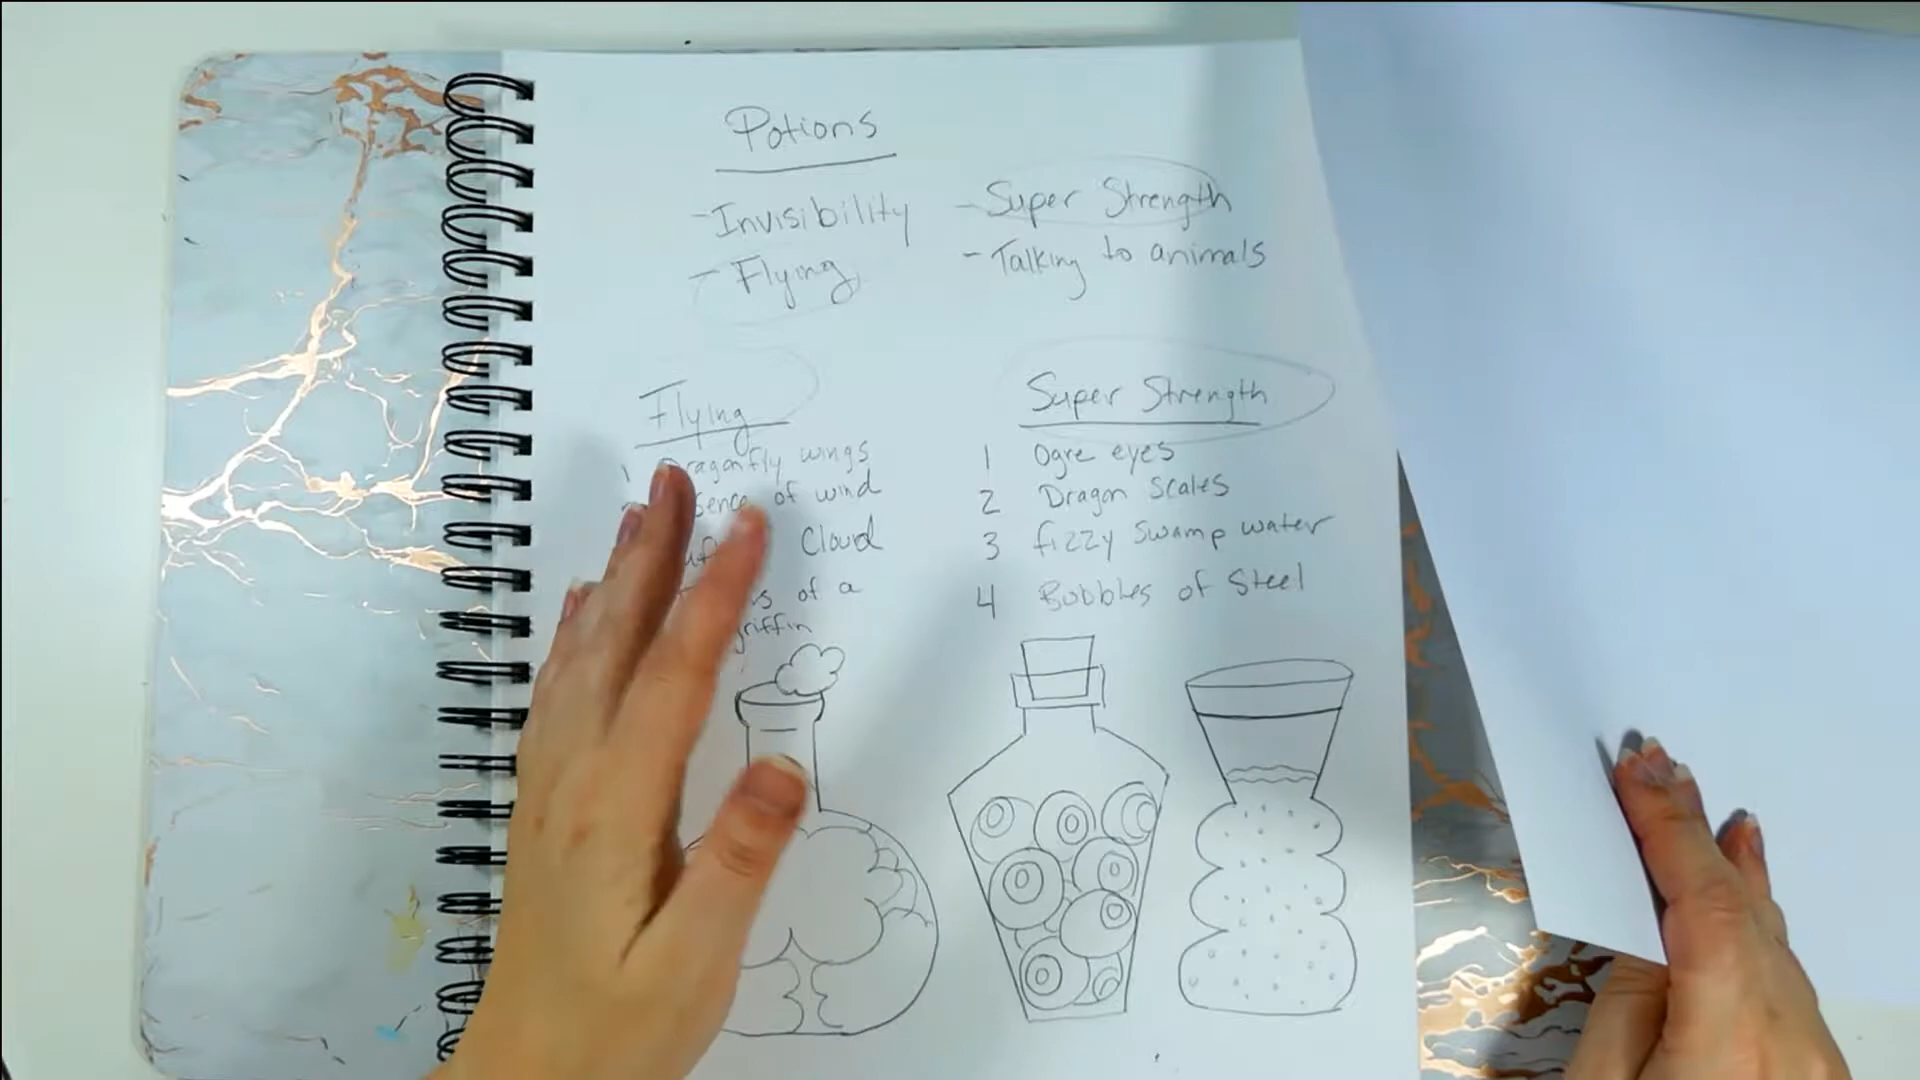 Potions
- Invisibility
- Flying
- Super Strength
- Talking to animals
Flying
1 Dragonfly wings
of wind
Cloud
of a
griffin
Super Strength
1 Ogre eyes
2 Dragon Scales
3 fizzy Swamp water
4 Bubbles of Steel